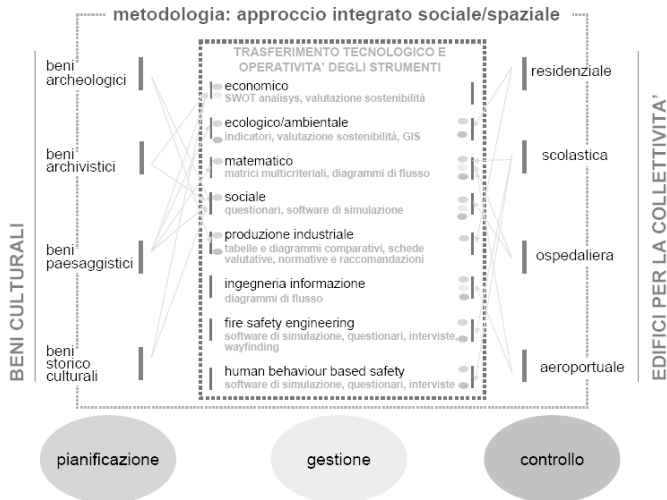 metodologia: approccio integrato sociale/spaziale
TRASFERIMENTO TECNOLOGICO E
OPERATIVITA' DEGLI STRUMENTI
BENI CULTURALI
beni
archeologici
beni
archivistici
beni
paesaggistici
beni
storico
culturali
economico
SWOT analisys, valutazione sostenibilità
ecologico/ambientale
indicatori, valutazione sostenibilità, GIS
matematico
matrici multicriteriali, diagrammi di flusso
sociale
questionari, software di simulazione
produzione industriale
tabelle e diagrammi comparativi, schede
valutative, normative e raccomandazioni
ingegneria informazione
diagrammi di flusso
fire safety engineering
software di simulazione, questionari, interviste,
wayfinding
human behaviour based safety
software di simulazione, questionari, interviste
residenziale
scolastica
ospedaliera
aeroportuale
EDIFICI PER LA COLLETTIVITA'
pianificazione
gestione
controllo